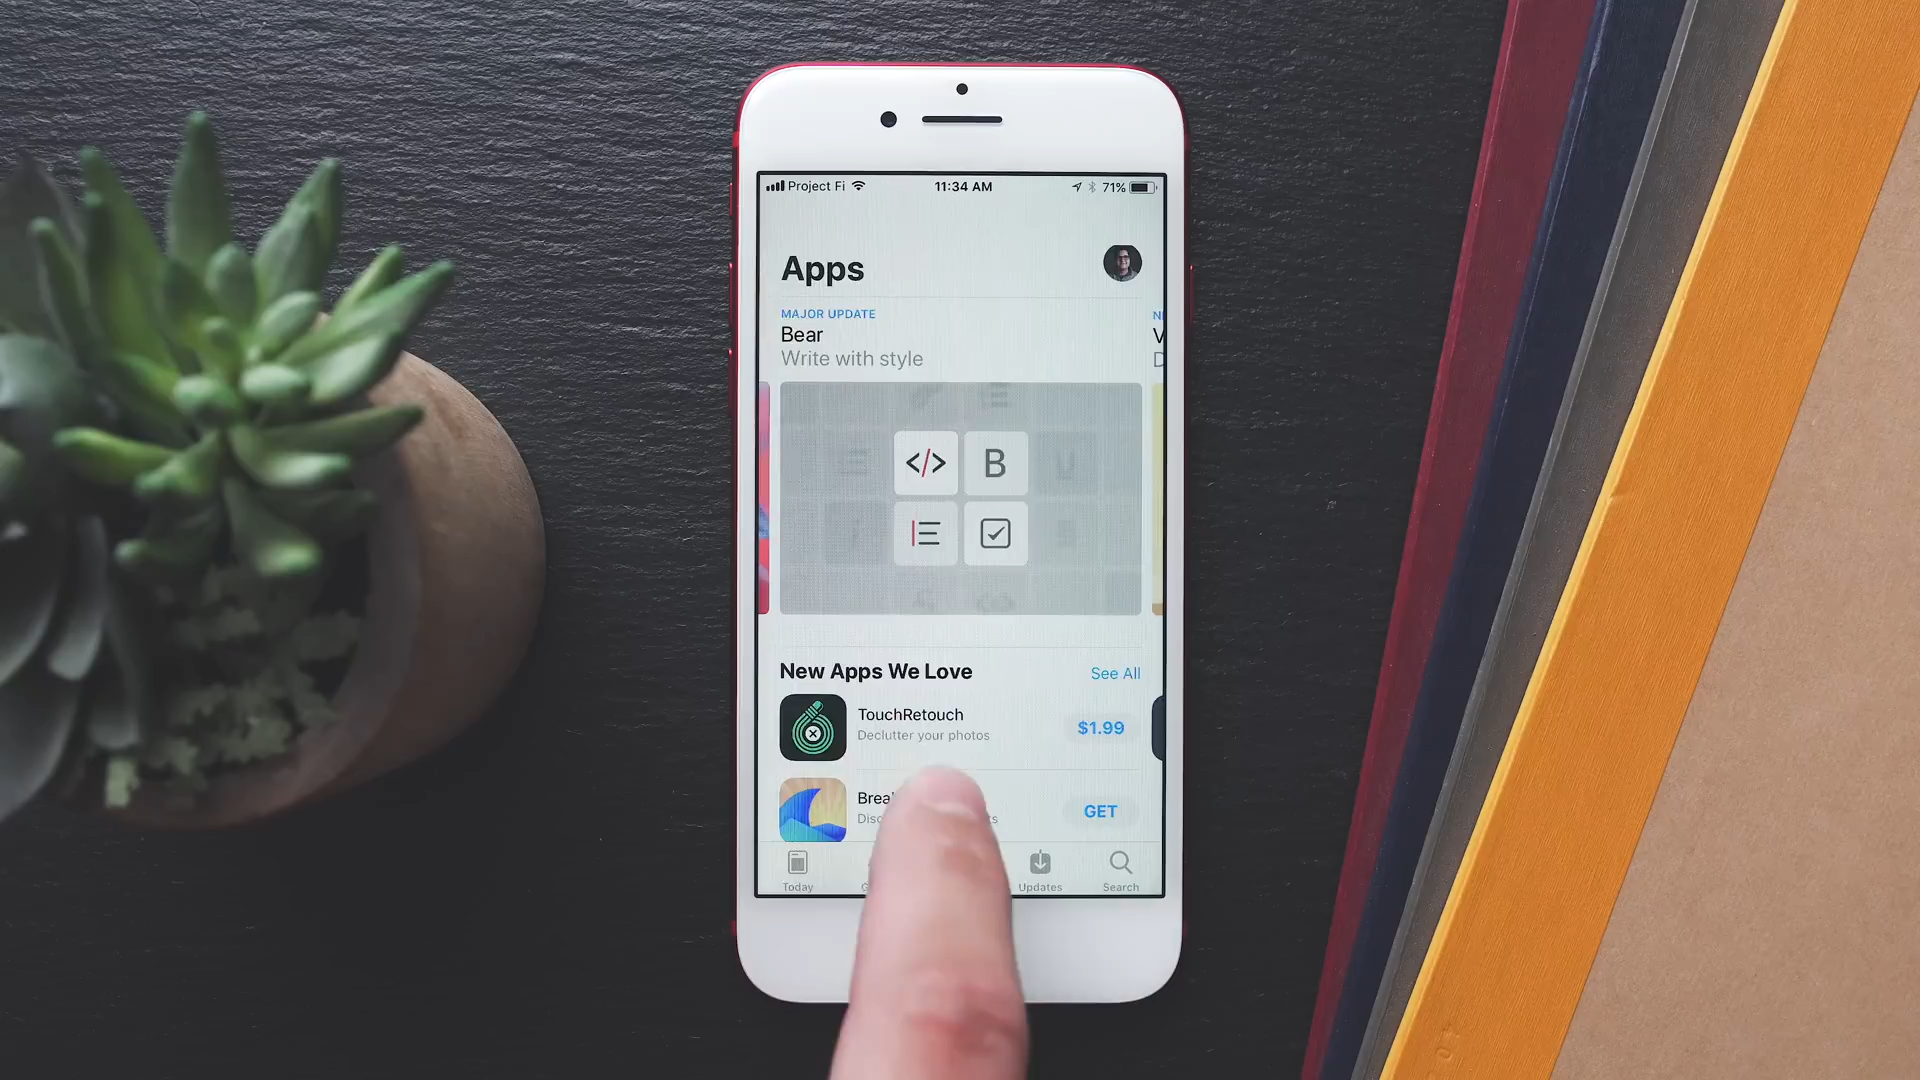 Project Fi 11:34 AM 71%
Apps
MAJOR UPDATE
Bear
Write with style
</>
B
New Apps We Love See All
TouchRetouch
Declutter your photos
$1.99
GET
Today Updates Search